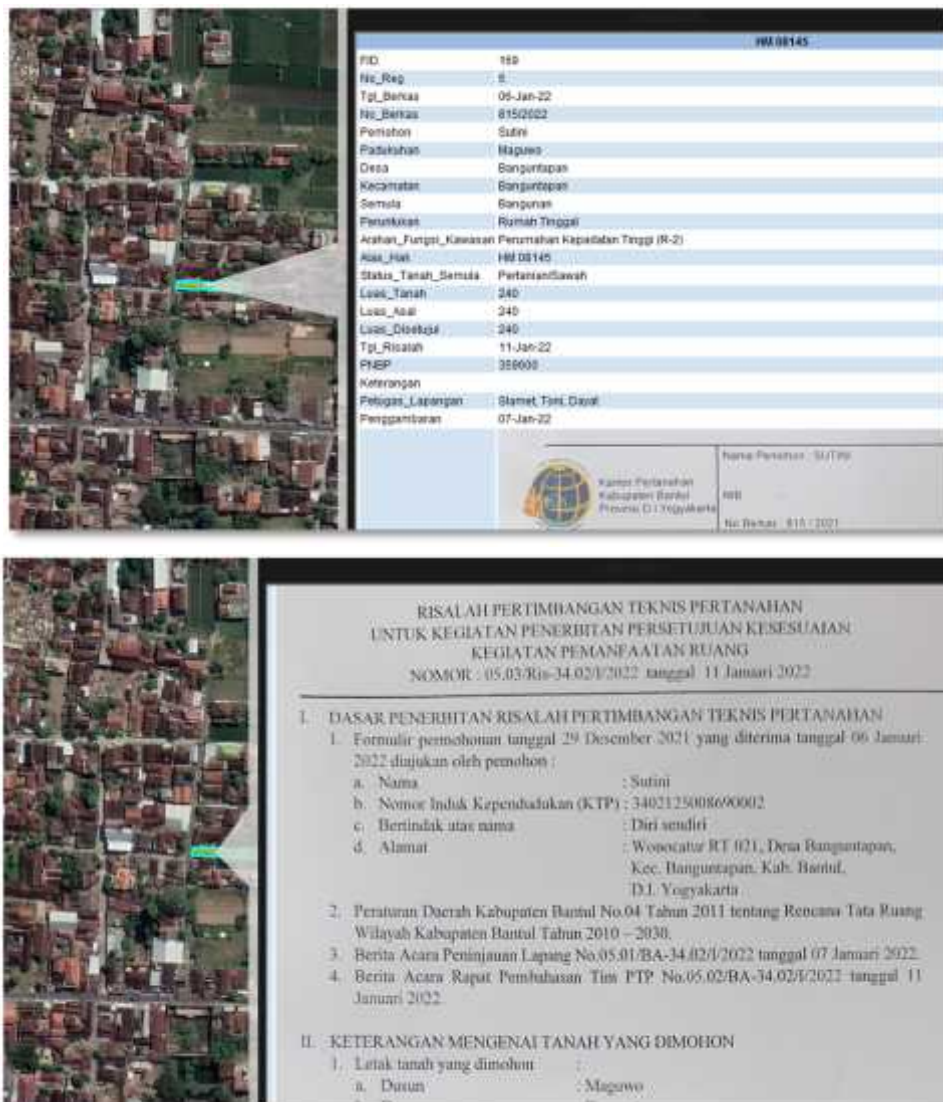 HM 08145
FID 159
No_Reg 5
Tgl_Berkas 06-Jan-22
No_Berkas 615/2022
Pemohon Sutini
Padukuhan Maguwo
Desa Banguntapan
Kecamatan Banguntapan
Semula Bangunan
Peruntukan Rumah Tinggal
Arahan_Fungsi_Kawasan Perumahan Kepadatan Tinggi (R-2)
Alas_Hak HM 08145
Status_Tanah_Semula Pertanian/Sawah
Luas_Tanah 240
Luas_Asal 240
Luas_Disetujui 240
Tgl_Risalah 11-Jan-22
PNBP 359600
Keterangan
Petugas_Lapangan Slamet, Toni, Dayat
Penggambaran 07-Jan-22
Nama Pemohon : SUTINI
Kantor Pertanahan
Kabupaten Bantul
Provinsi D.I Yogyakarta
NIB
No Berkas : 815 / 2021
RISALAH PERTIMBANGAN TEKNIS PERTANAHAN
UNTUK KEGIATAN PENERBITAN PERSETUJUAN KESESUAIAN
KEGIATAN PEMANFAATAN RUANG
NOMOR : 05.03/Ris-34.02/I/2022 tanggal 11 Januari 2022
I. DASAR PENERBITAN RISALAH PERTIMBANGAN TEKNIS PERTANAHAN
1. Formulir permohonan tanggal 29 Desember 2021 yang diterima tanggal 06 Januari
2022 diajukan oleh pemohon :
a. Nama : Sutini
b. Nomor Induk Kependudukan (KTP) : 3402125008690002
c. Bertindak atas nama : Diri sendiri
d. Alamat : Wonocatur RT 021, Desa Banguntapan,
Kec. Banguntapan, Kab. Bantul,
D.I. Yogyakarta
2. Peraturan Daerah Kabupaten Bantul No.04 Tahun 2011 tentang Rencana Tata Ruang
Wilayah Kabupaten Bantul Tahun 2010 – 2030.
3. Berita Acara Peninjauan Lapang No.05.01/BA-34.02/I/2022 tanggal 07 Januari 2022.
4. Berita Acara Rapat Pembahasan Tim PTP No.05.02/BA-34.02/I/2022 tanggal 11
Januari 2022.
II. KETERANGAN MENGENAI TANAH YANG DIMOHON
1. Letak tanah yang dimohon :
a. Dusun : Maguwo